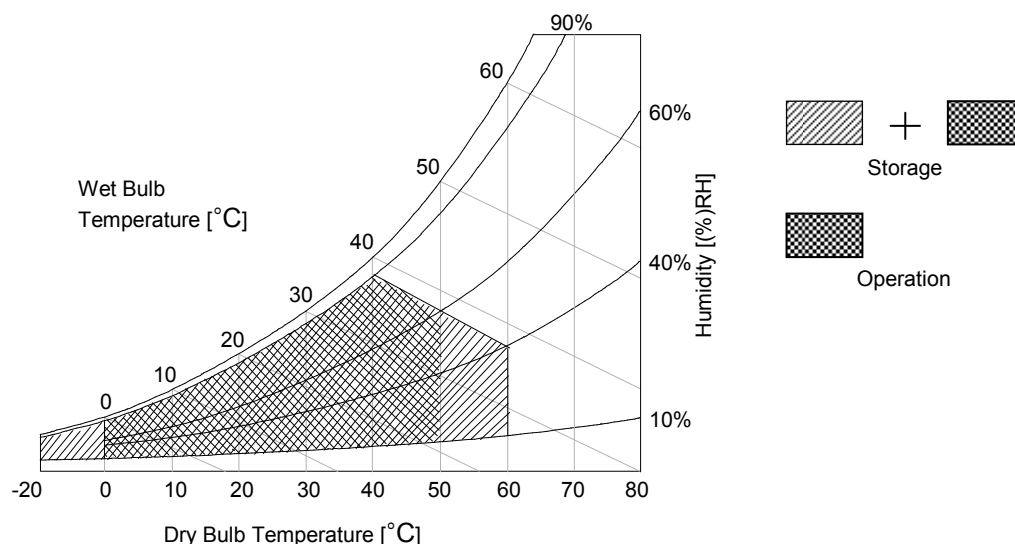 90%
60
60%
50
Wet Bulb
Temperature [°C]
40
30
20
10
0
40%
10%
Humidity [(%)RH]
-20 0 10 20 30 40 50 60 70 80
Dry Bulb Temperature [°C]
+
Storage
Operation